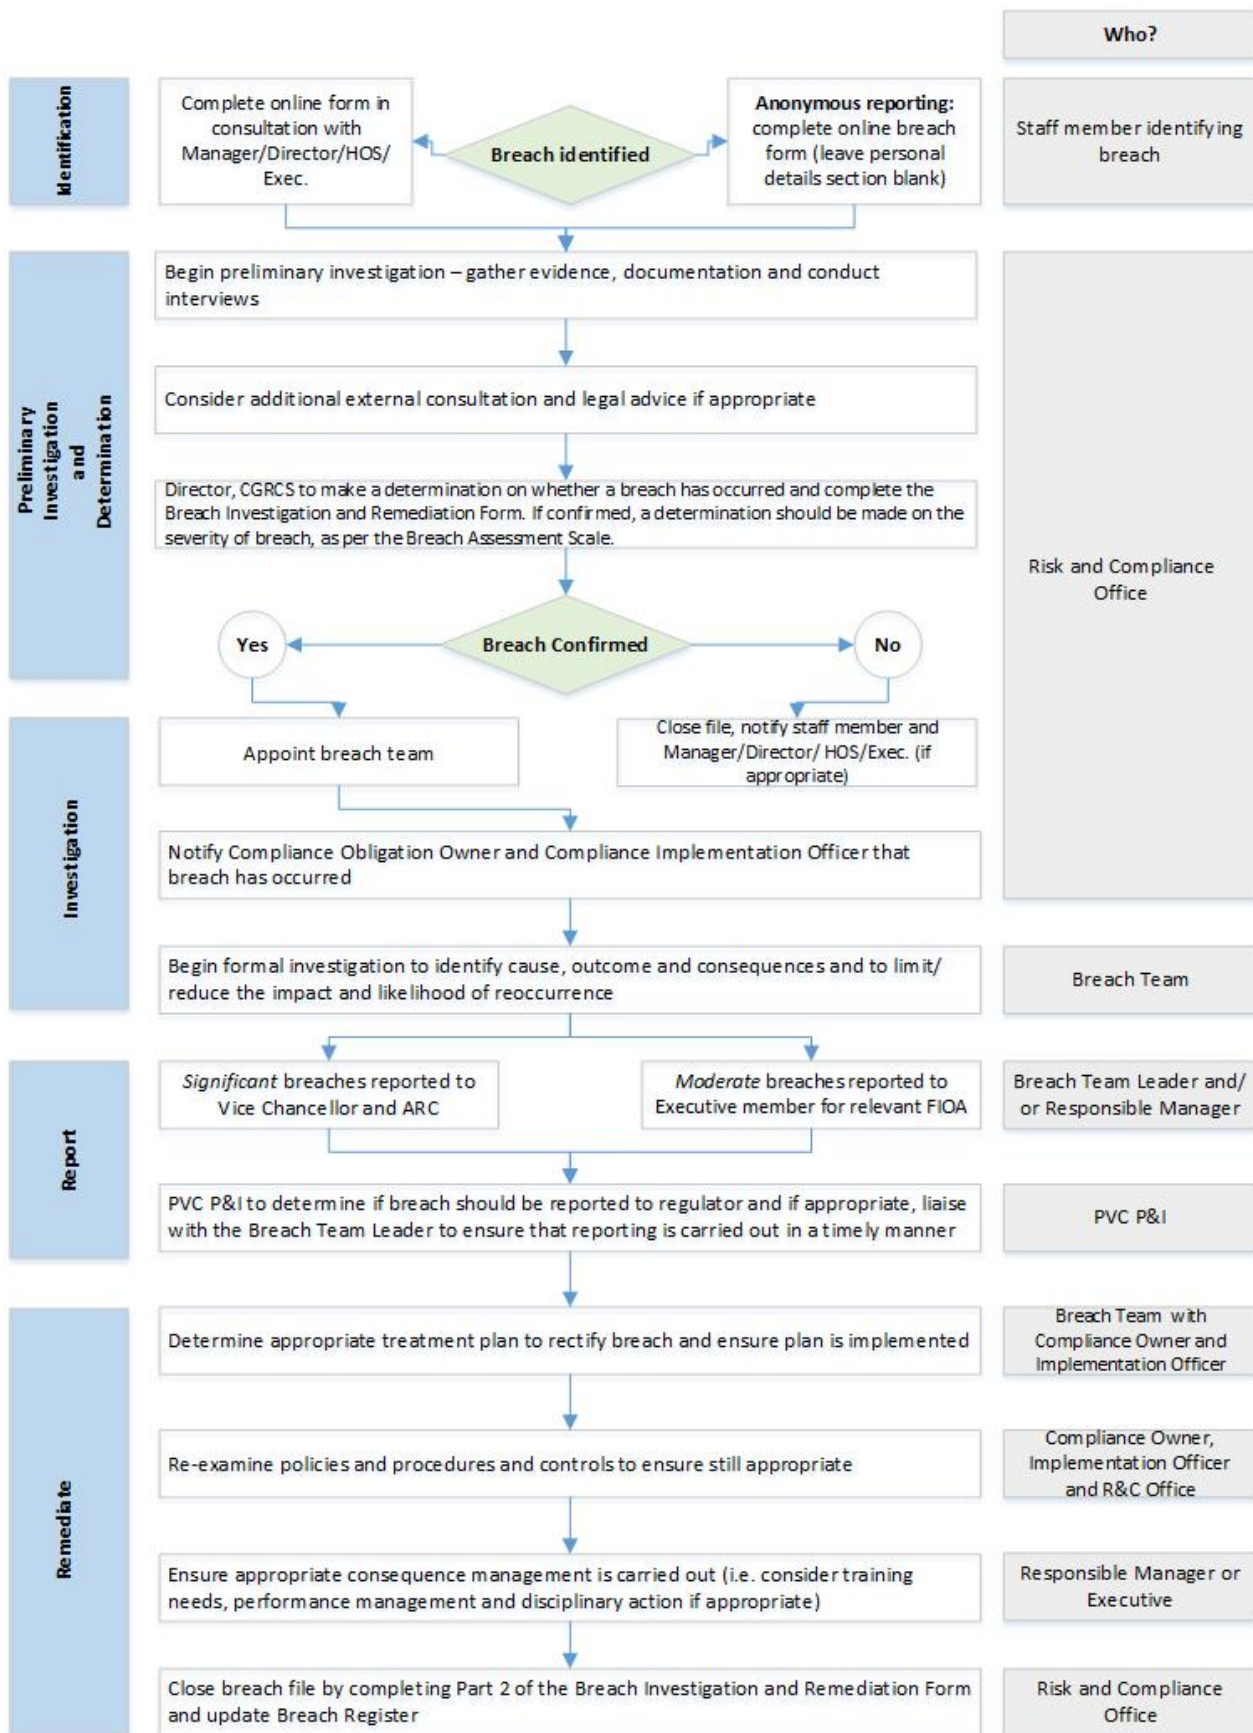 Who?
Identification
Complete online form in
consultation with
Manager/Director/HOS/
Exec.
Breach identified
Anonymous reporting:
complete online breach
form (leave personal
details section blank)
Staff member identifying
breach
Preliminary
Investigation
and
Determination
Begin preliminary investigation – gather evidence, documentation and conduct
interviews
Consider additional external consultation and legal advice if appropriate
Director, CGRCS to make a determination on whether a breach has occurred and complete the
Breach Investigation and Remediation Form. If confirmed, a determination should be made on the
severity of breach, as per the Breach Assessment Scale.
Risk and Compliance
Office
Yes
Breach Confirmed
No
Investigation
Appoint breach team
Close file, notify staff member and
Manager/Director/ HOS/Exec. (if
appropriate)
Notify Compliance Obligation Owner and Compliance Implementation Officer that
breach has occurred
Begin formal investigation to identify cause, outcome and consequences and to limit/
reduce the impact and likelihood of reoccurrence
Breach Team
Report
Significant breaches reported to
Vice Chancellor and ARC
Moderate breaches reported to
Executive member for relevant FIOA
Breach Team Leader and/
or Responsible Manager
PVC P&I to determine if breach should be reported to regulator and if appropriate, liaise
with the Breach Team Leader to ensure that reporting is carried out in a timely manner
PVC P&I
Remediate
Determine appropriate treatment plan to rectify breach and ensure plan is implemented
Breach Team with
Compliance Owner and
Implementation Officer
Re-examine policies and procedures and controls to ensure still appropriate
Compliance Owner,
Implementation Officer
and R&C Office
Ensure appropriate consequence management is carried out (i.e. consider training
needs, performance management and disciplinary action if appropriate)
Responsible Manager or
Executive
Close breach file by completing Part 2 of the Breach Investigation and Remediation Form
and update Breach Register
Risk and Compliance
Office